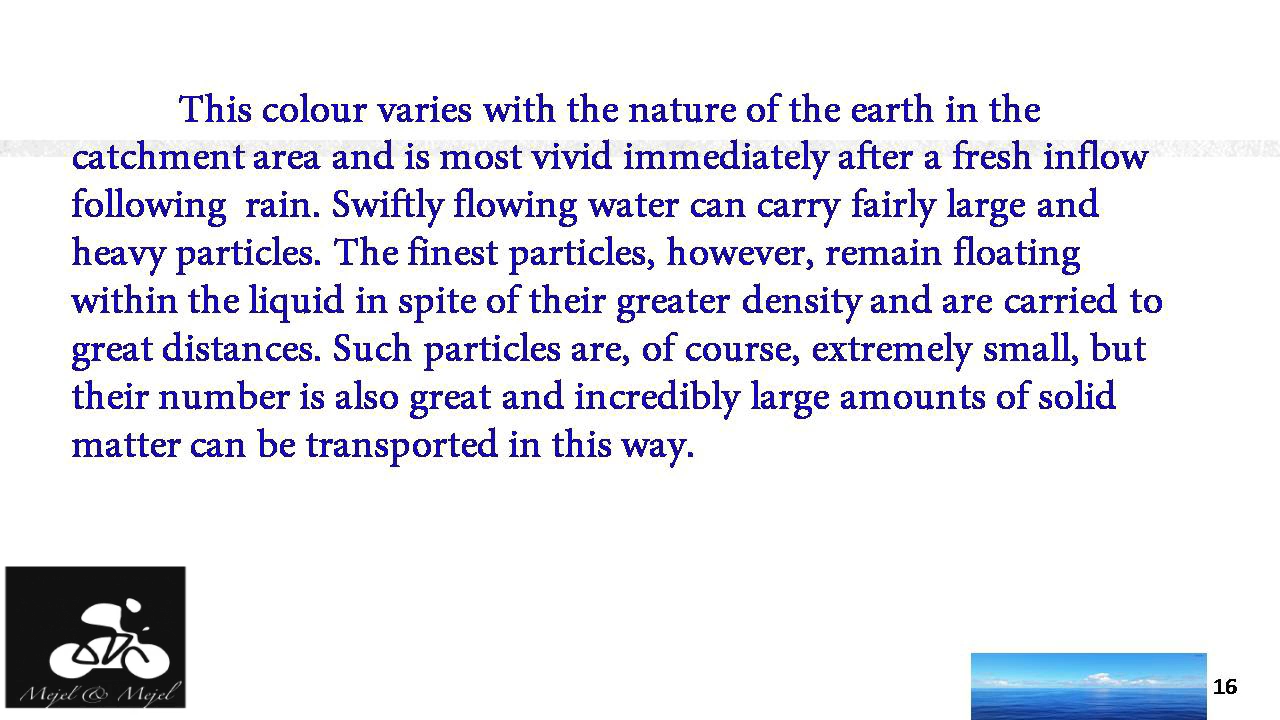 This colour varies with the nature of the earth in the
catchment area and is most vivid immediately after a fresh inflow
following rain. Swiftly flowing water can carry fairly large and
heavy particles. The finest particles, however, remain floating
within the liquid in spite of their greater density and are carried to
great distances. Such particles are, of course, extremely small, but
their number is also great and incredibly large amounts of solid
matter can be transported in this way.
Mejel & Mejel
16